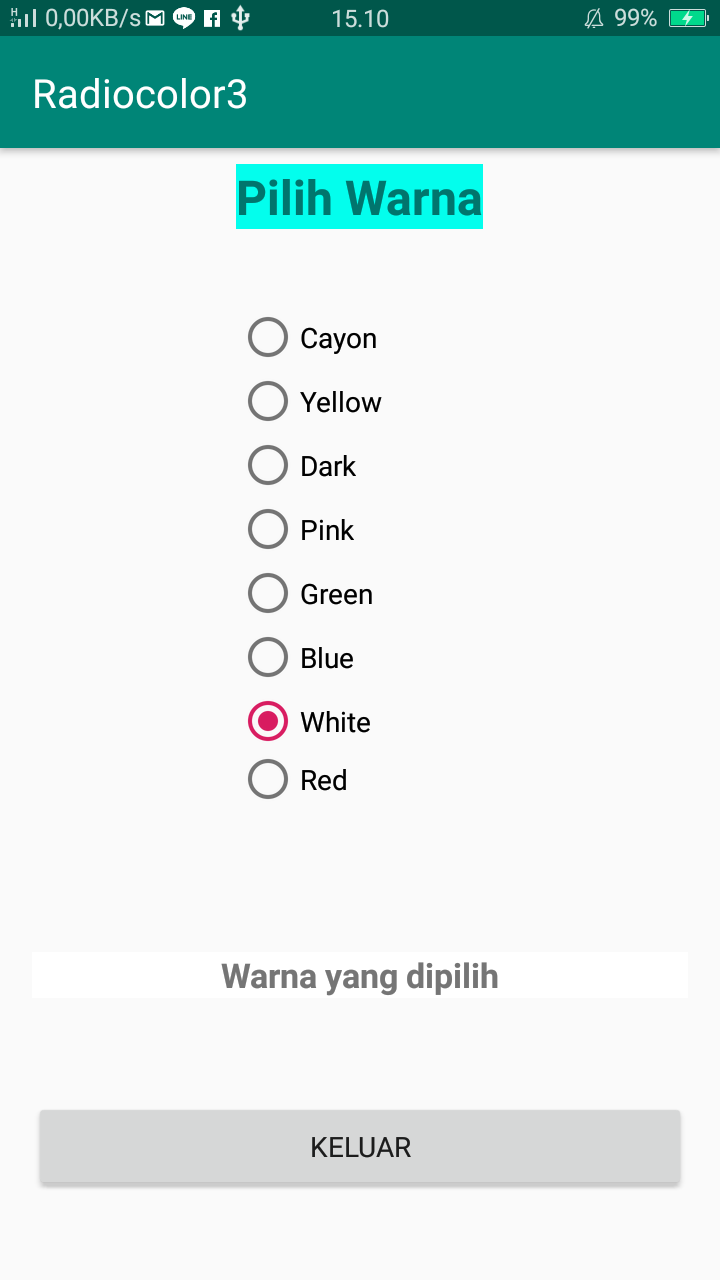 0,00KB/s LINE 15.10 99%
Radiocolor3
Pilih Warna
Cayon
Yellow
Dark
Pink
Green
Blue
White
Red
Warna yang dipilih
KELUAR